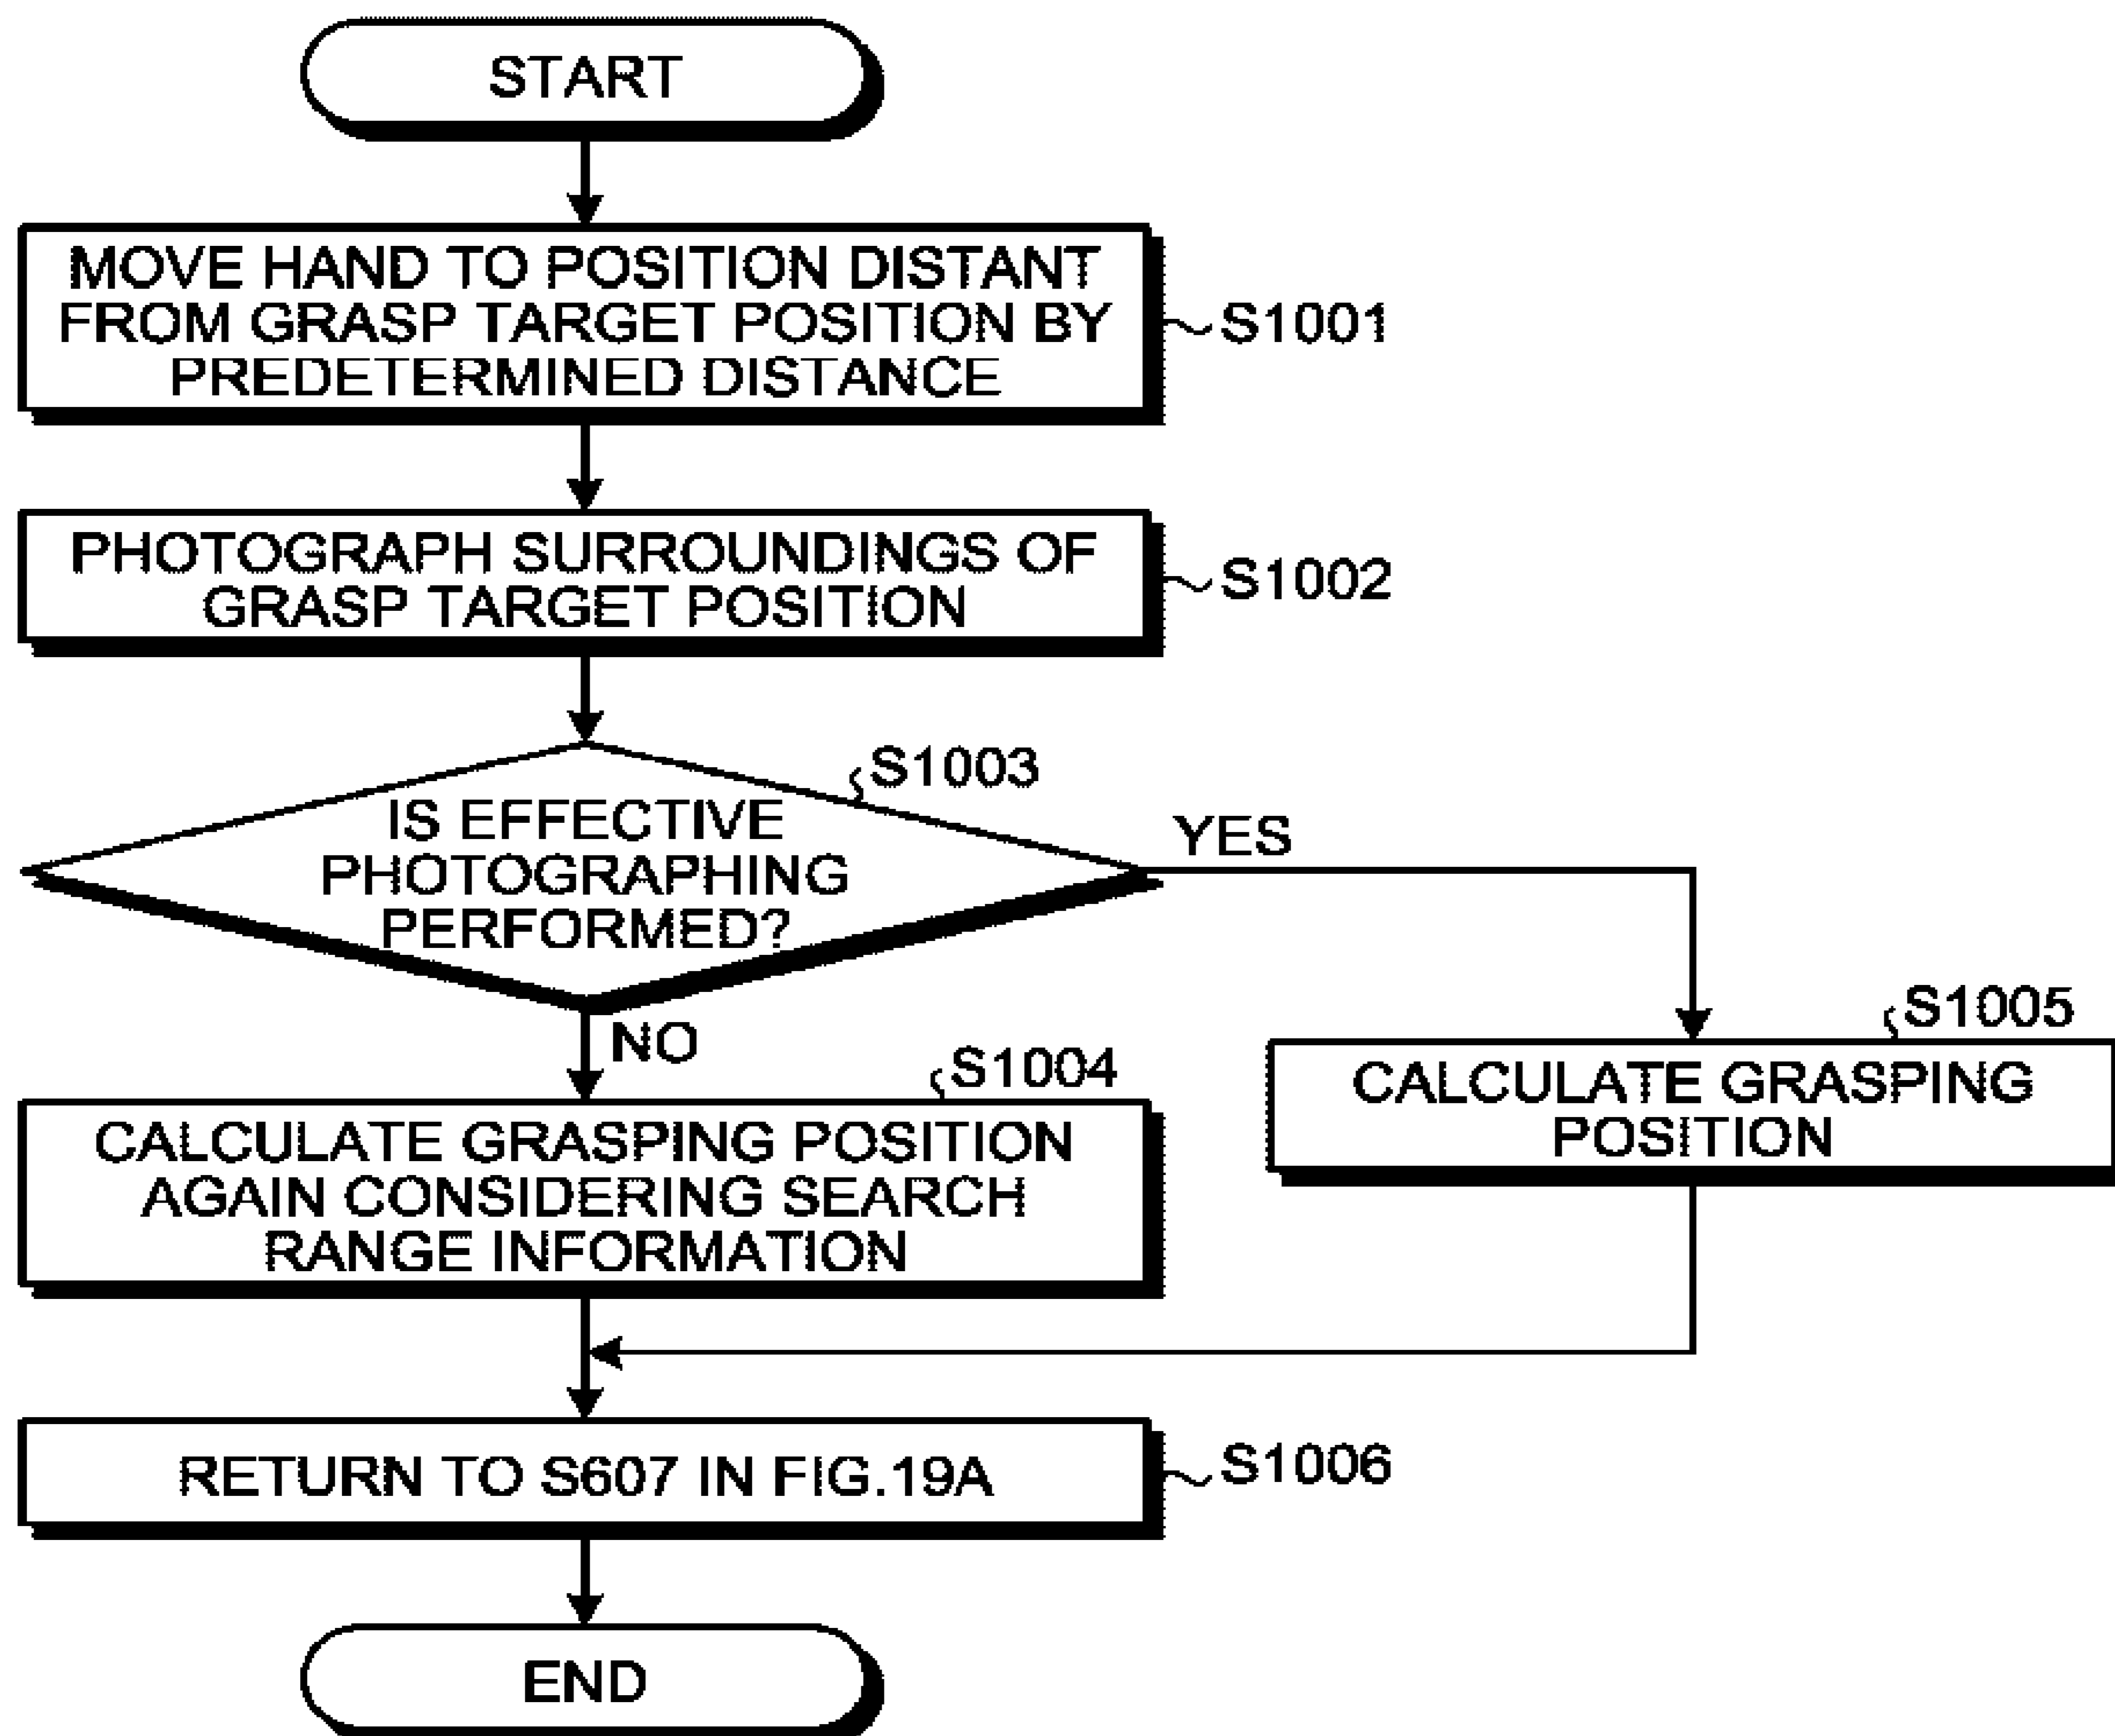 START
MOVE HAND TO POSITION DISTANT
FROM GRASP TARGET POSITION BY
PREDETERMINED DISTANCE
S1001
PHOTOGRAPH SURROUNDINGS OF
GRASP TARGET POSITION
S1002
S1003
IS EFFECTIVE
PHOTOGRAPHING
PERFORMED?
YES
NO
S1004
CALCULATE GRASPING POSITION
AGAIN CONSIDERING SEARCH
RANGE INFORMATION
S1005
CALCULATE GRASPING
POSITION
RETURN TO S607 IN FIG.19A
S1006
END